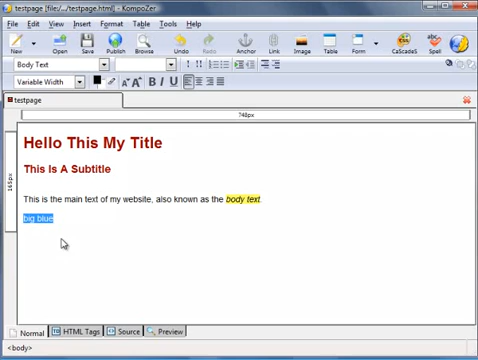 testpage [file:/.../testpage.html] - KompoZer
File Edit View Insert Format Table Tools Help
New Open Save Publish Browse Undo Redo Anchor Link Image Table Form CaScadeS Spell
Body Text
Variable Width B I U
testpage
748px
165px
Hello This My Title
This Is A Subtitle
This is the main text of my website, also known as the body text.
big blue
Normal HTML Tags Source Preview
<body>